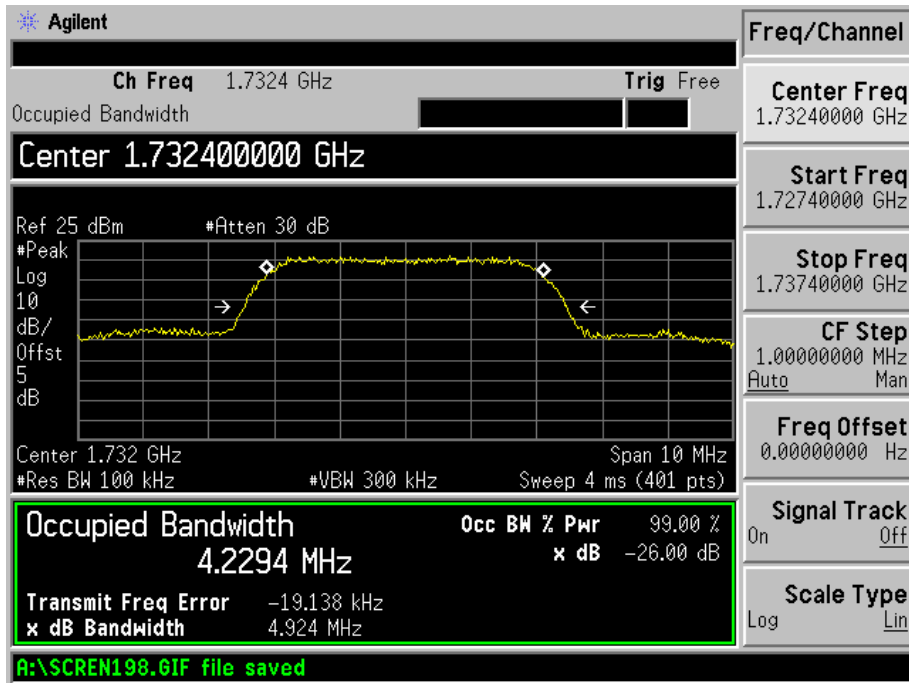 Agilent
Ch Freq 1.7324 GHz Trig Free
Occupied Bandwidth
Center 1.732400000 GHz
Ref 25 dBm #Atten 30 dB
#Peak
Log
10
dB/
Offst
5
dB
Center 1.732 GHz Span 10 MHz
#Res BW 100 kHz #VBW 300 kHz Sweep 4 ms (401 pts)
Occupied Bandwidth Occ BW % Pwr 99.00 %
4.2294 MHz x dB -26.00 dB
Transmit Freq Error -19.138 kHz
x dB Bandwidth 4.924 MHz
A:\SCREN198.GIF file saved
Freq/Channel
Center Freq
1.73240000 GHz
Start Freq
1.72740000 GHz
Stop Freq
1.73740000 GHz
CF Step
1.00000000 MHz
Auto Man
Freq Offset
0.00000000 Hz
Signal Track
On Off
Scale Type
Log Lin